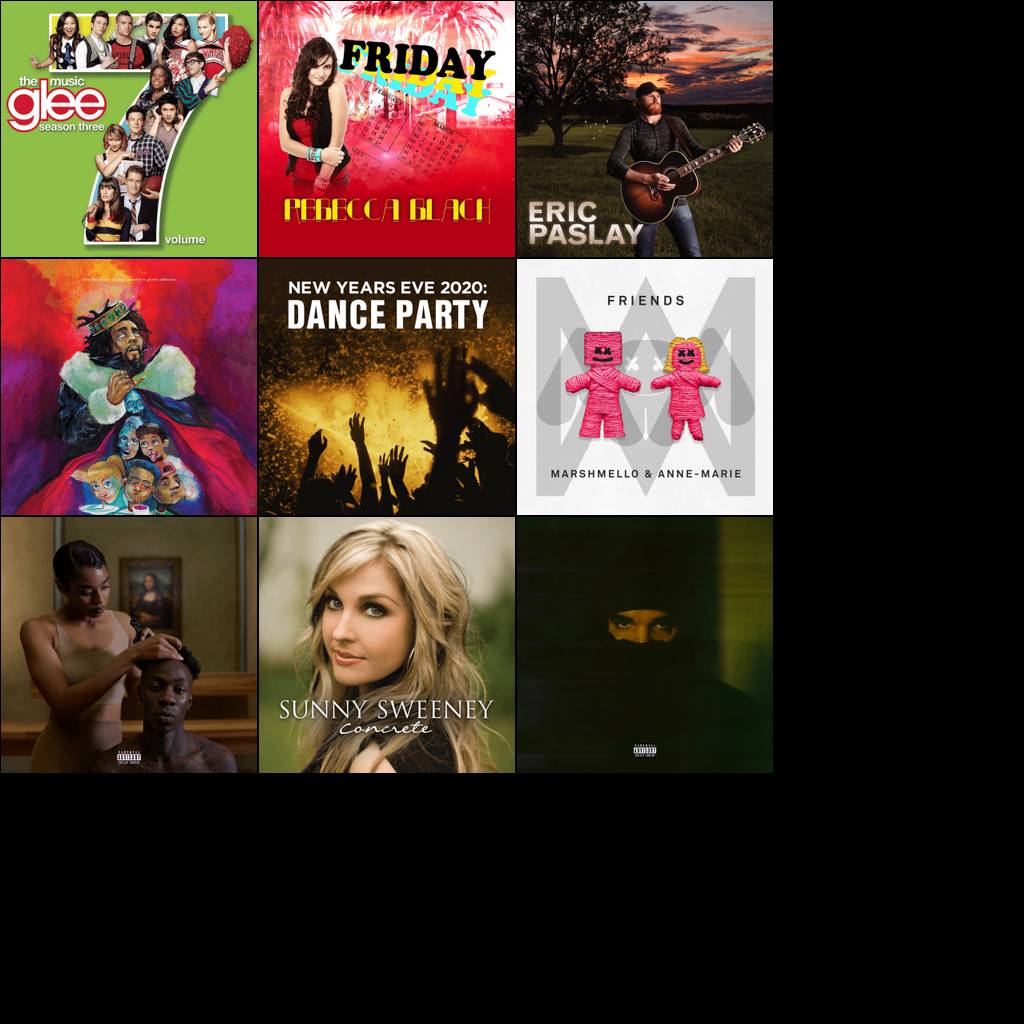 the music
glee
season three
7
volume
FRIDAY
REBECCA BLACK
ERIC
PASLAY
NEW YEARS EVE 2020:
DANCE PARTY
FRIENDS
MARSHMELLO & ANNE-MARIE
PARENTAL
ADVISORY
EXPLICIT CONTENT
SUNNY SWEENEY
Concrete
PARENTAL
ADVISORY
EXPLICIT CONTENT